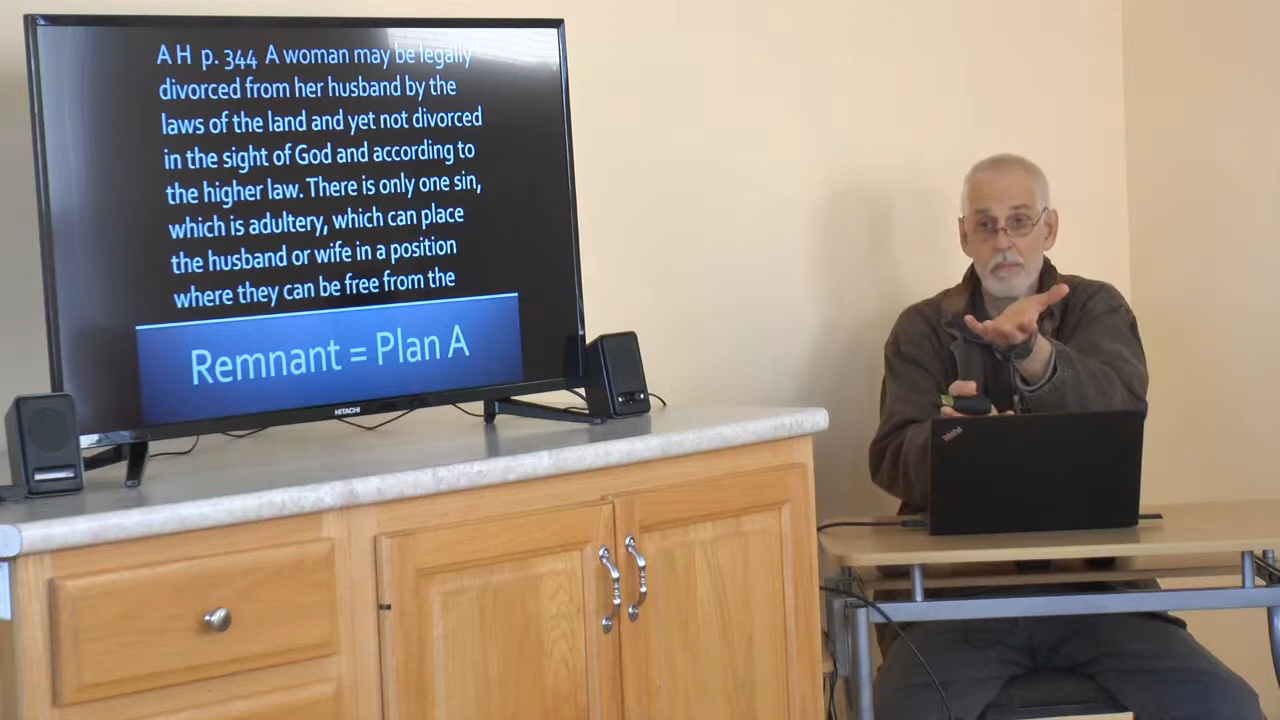 A H p. 344 A woman may be legally
divorced from her husband by the
laws of the land and yet not divorced
in the sight of God and according to
the higher law. There is only one sin,
which is adultery, which can place
the husband or wife in a position
where they can be free from the
Remnant = Plan A
HITACHI
ThinkPad